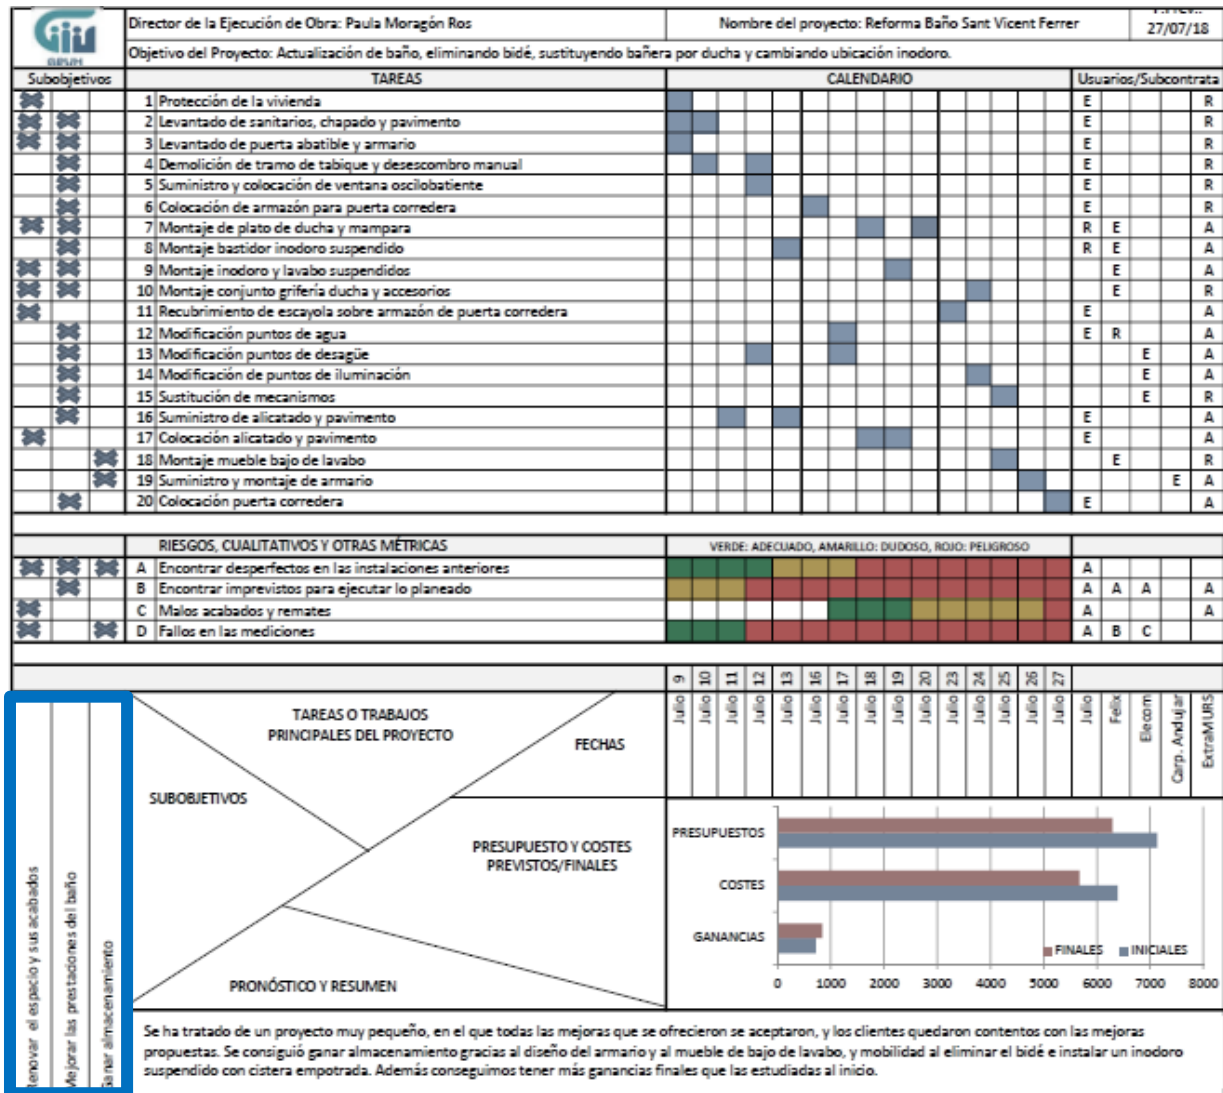 Director de la Ejecución de Obra: Paula Moragón Ros
Nombre del proyecto: Reforma Baño Sant Vicent Ferrer
27/07/18
Objetivo del Proyecto: Actualización de baño, eliminando bidé, sustituyendo bañera por ducha y cambiando ubicación inodoro.
Subobjetivos TAREAS CALENDARIO Usuarios/Subcontrata
1 Protección de la vivienda E R
2 Levantado de sanitarios, chapado y pavimento E R
3 Levantado de puerta abatible y armario E R
4 Demolición de tramo de tabique y desescombro manual E R
5 Suministro y colocación de ventana oscilobatiente E R
6 Colocación de armazón para puerta corredera E R
7 Montaje de plato de ducha y mampara R E A
8 Montaje bastidor inodoro suspendido R E A
9 Montaje inodoro y lavabo suspendidos E A
10 Montaje conjunto grifería ducha y accesorios E R
11 Recubrimiento de escayola sobre armazón de puerta corredera E A
12 Modificación puntos de agua E R A
13 Modificación puntos de desagüe E A
14 Modificación de puntos de iluminación E A
15 Sustitución de mecanismos E R
16 Suministro de alicatado y pavimento E A
17 Colocación alicatado y pavimento E A
18 Montaje mueble bajo de lavabo E R
19 Suministro y montaje de armario E A
20 Colocación puerta corredera E A
RIESGOS, CUALITATIVOS Y OTRAS MÉTRICAS VERDE: ADECUADO, AMARILLO: DUDOSO, ROJO: PELIGROSO
A Encontrar desperfectos en las instalaciones anteriores A
B Encontrar imprevistos para ejecutar lo planeado A A A A
C Malos acabados y remates A A
D Fallos en las mediciones A B C
9 10 11 12 13 16 17 18 19 20 23 24 25 26 27
Julio Julio Julio Julio Julio Julio Julio Julio Julio Julio Julio Julio Julio Julio Julio
Julio
Felix
Elecom
Carp. Andujar
ExtraMURS
TAREAS O TRABAJOS
PRINCIPALES DEL PROYECTO
FECHAS
SUBOBJETIVOS
PRESUPUESTO Y COSTES
PREVISTOS/FINALES
PRONÓSTICO Y RESUMEN
el espacio y sus acabados
Mejorar las prestaciones del baño
almacenamiento
PRESUPUESTOS
COSTES
GANANCIAS
FINALES INICIALES
0 1000 2000 3000 4000 5000 6000 7000 8000
Se ha tratado de un proyecto muy pequeño, en el que todas las mejoras que se ofrecieron se aceptaron, y los clientes quedaron contentos con las mejoras
propuestas. Se consiguió ganar almacenamiento gracias al diseño del armario y al mueble de bajo de lavabo, y mobilidad al eliminar el bidé e instalar un inodoro
suspendido con cistera empotrada. Además conseguimos tener más ganancias finales que las estudiadas al inicio.